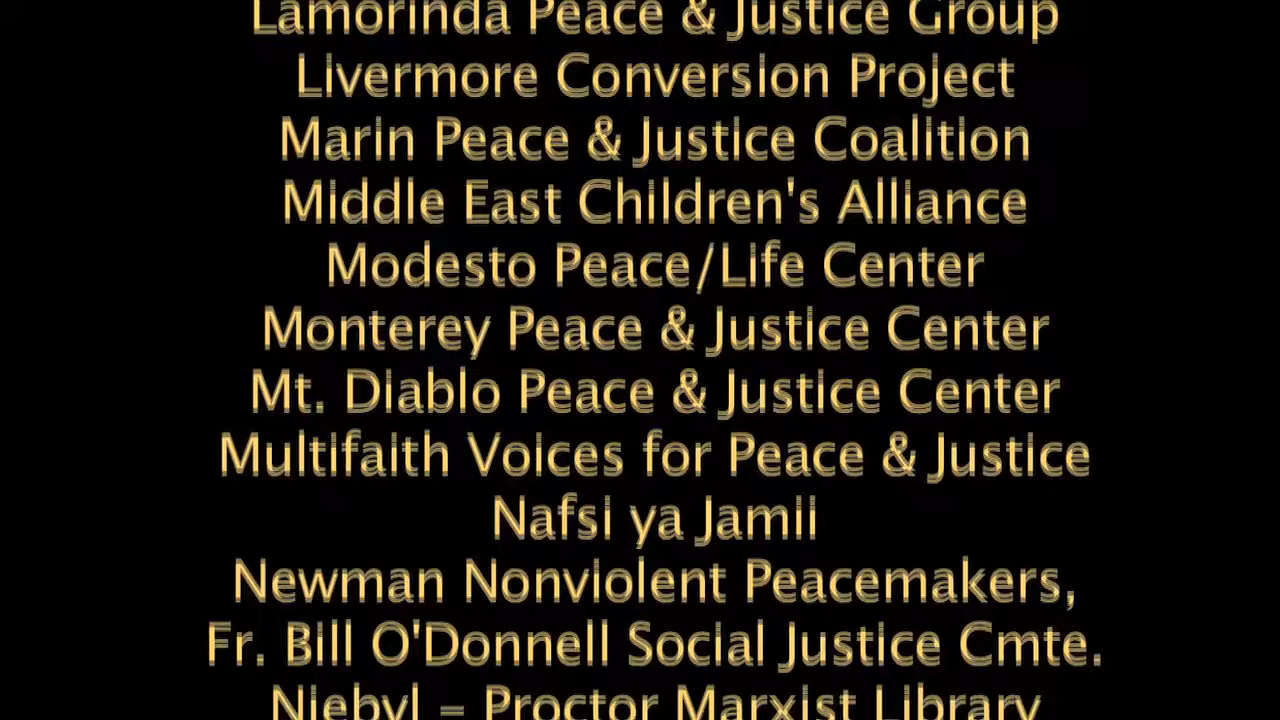 Lamorinda Peace & Justice Group
Livermore Conversion Project
Marin Peace & Justice Coalition
Middle East Children's Alliance
Modesto Peace/Life Center
Monterey Peace & Justice Center
Mt. Diablo Peace & Justice Center
Multifaith Voices for Peace & Justice
Nafsi ya Jamii
Newman Nonviolent Peacemakers,
Fr. Bill O'Donnell Social Justice Cmte.
Niebyl – Proctor Marxist Library